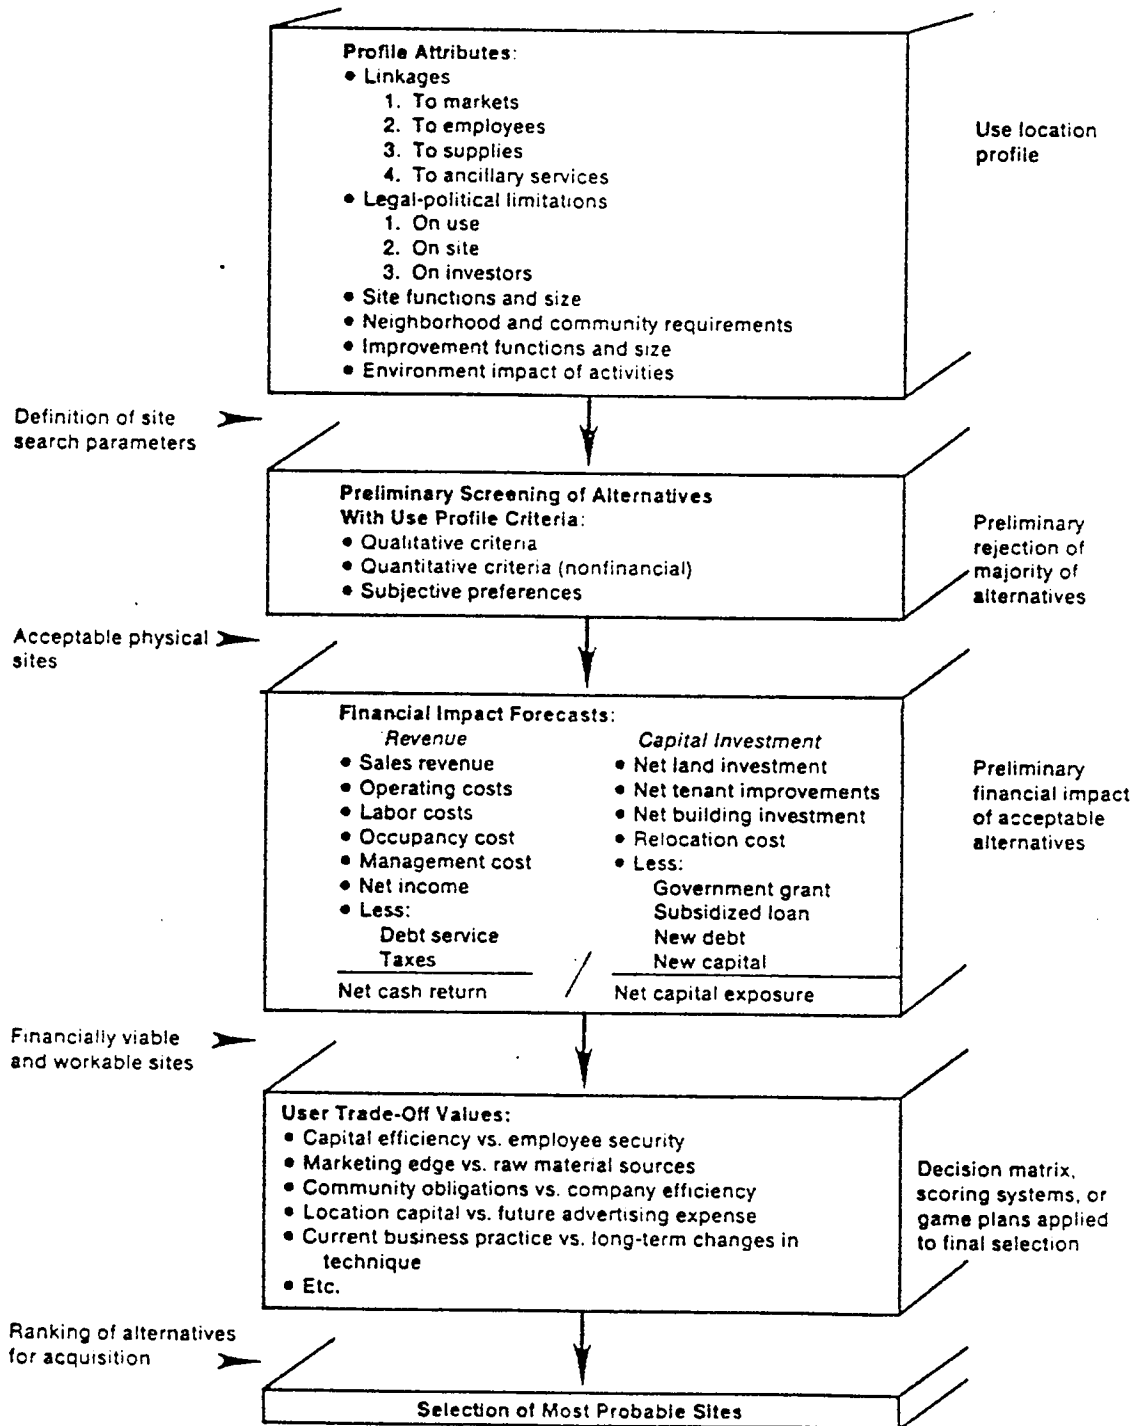 Profile Attributes:
• Linkages
1. To markets
2. To employees
3. To supplies
4. To ancillary services
• Legal-political limitations
1. On use
2. On site
3. On investors
• Site functions and size
• Neighborhood and community requirements
• Improvement functions and size
• Environment impact of activities
Use location
profile
Definition of site
search parameters
Preliminary Screening of Alternatives
With Use Profile Criteria:
• Qualitative criteria
• Quantitative criteria (nonfinancial)
• Subjective preferences
Preliminary
rejection of
majority of
alternatives
Acceptable physical
sites
Financial Impact Forecasts:
Revenue
• Sales revenue
• Operating costs
• Labor costs
• Occupancy cost
• Management cost
• Net income
• Less:
Debt service
Taxes
Net cash return
/
Capital Investment
• Net land investment
• Net tenant improvements
• Net building investment
• Relocation cost
• Less:
Government grant
Subsidized loan
New debt
New capital
Net capital exposure
Preliminary
financial impact
of acceptable
alternatives
Financially viable
and workable sites
User Trade-Off Values:
• Capital efficiency vs. employee security
• Marketing edge vs. raw material sources
• Community obligations vs. company efficiency
• Location capital vs. future advertising expense
• Current business practice vs. long-term changes in
technique
• Etc.
Decision matrix,
scoring systems, or
game plans applied
to final selection
Ranking of alternatives
for acquisition
Selection of Most Probable Sites